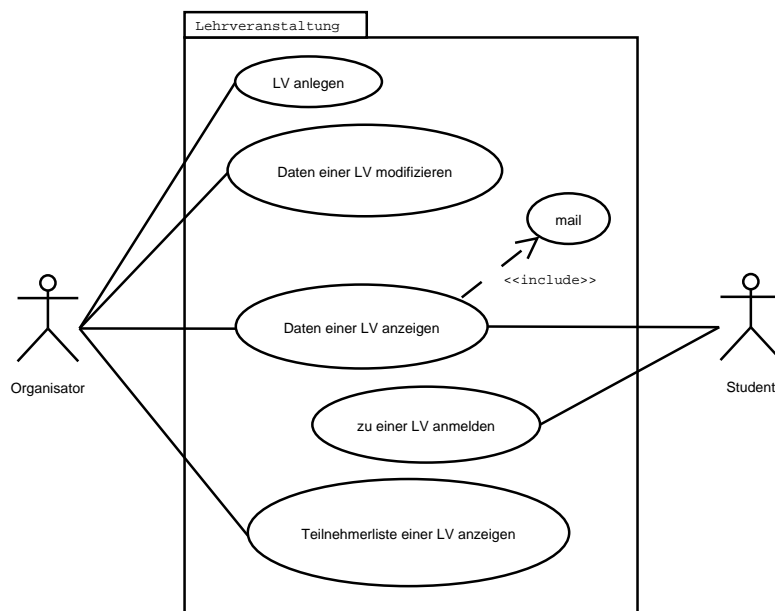 Lehrveranstaltung
LV anlegen
Daten einer LV modifizieren
mail
<<include>>
Daten einer LV anzeigen
Organisator
Student
zu einer LV anmelden
Teilnehmerliste einer LV anzeigen